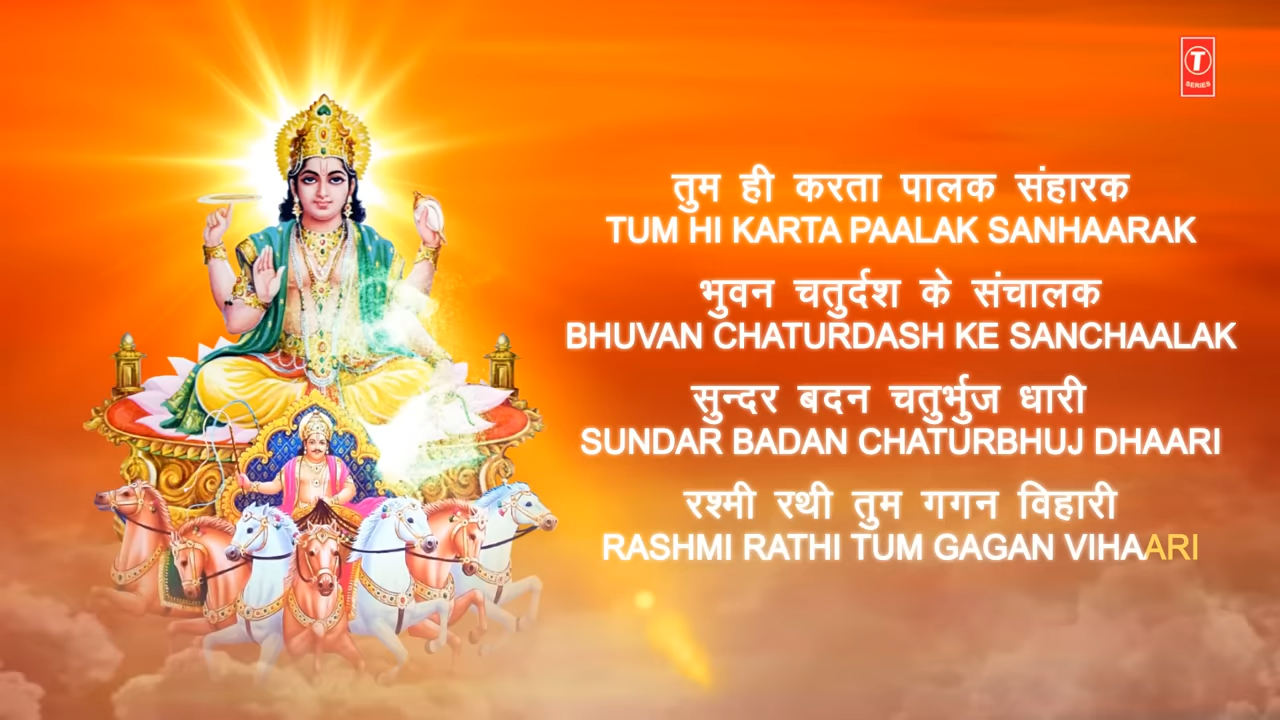 T
SERIES
तुम ही करता पालक संहारक
TUM HI KARTA PAALAK SANHAARAK
भुवन चतुर्दश के संचालक
BHUVAN CHATURDASH KE SANCHAALAK
सुन्दर बदन चतुर्भुज धारी
SUNDAR BADAN CHATURBHUJ DHAARI
रश्मी रथी तुम गगन विहारी
RASHMI RATHI TUM GAGAN VIHAARI